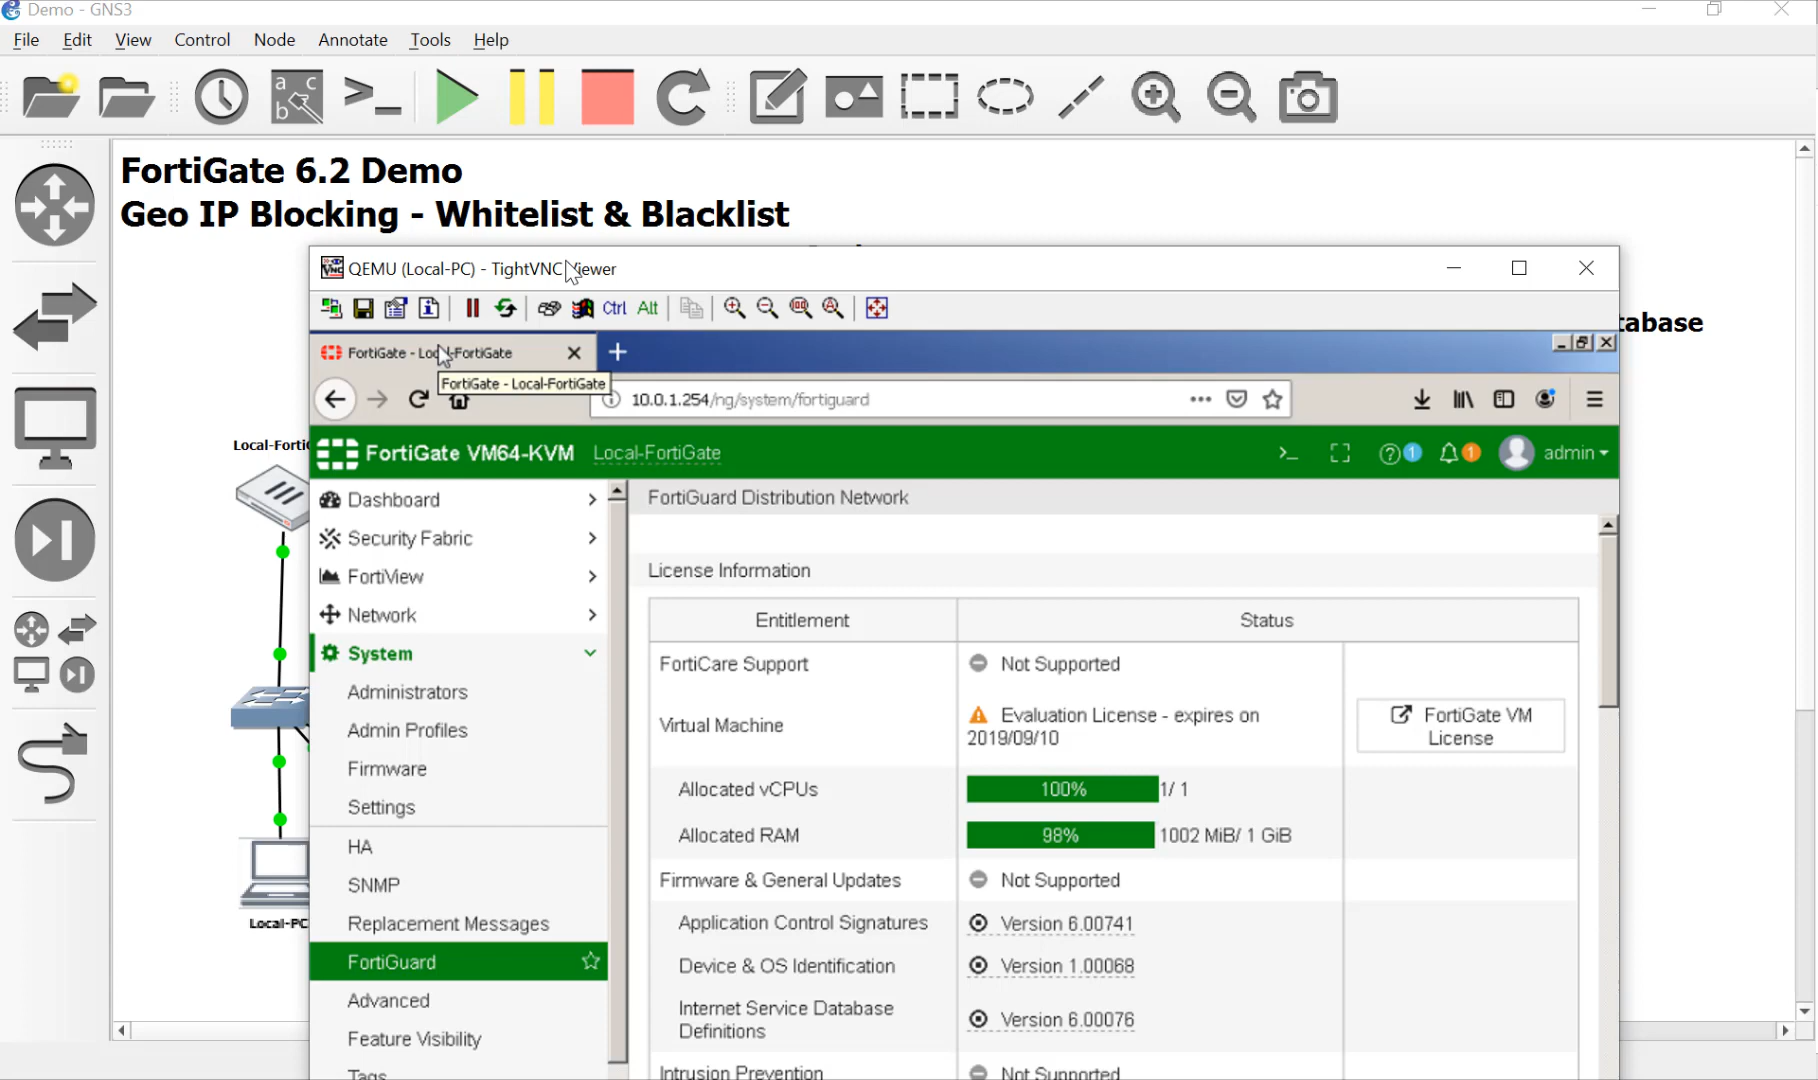 Demo - GNS3
File Edit View Control Node Annotate Tools Help
FortiGate 6.2 Demo
Geo IP Blocking - Whitelist & Blacklist
QEMU (Local-PC) - TightVNC Viewer
Ctrl Alt
tabase
FortiGate - Local-FortiGate
FortiGate - Local-FortiGate
10.0.1.254/ng/system/fortiguard
Local-Forti
FortiGate VM64-KVM Local-FortiGate
1 1 admin
Dashboard
Security Fabric
FortiView
Network
System
Administrators
Admin Profiles
Firmware
Settings
HA
SNMP
Replacement Messages
FortiGuard
Advanced
Feature Visibility
Tags
Local-PC
FortiGuard Distribution Network
License Information
Entitlement Status
FortiCare Support Not Supported
Virtual Machine Evaluation License - expires on
2019/09/10
FortiGate VM
License
Allocated vCPUs 100% 1/ 1
Allocated RAM 98% 1002 MiB/ 1 GiB
Firmware & General Updates Not Supported
Application Control Signatures Version 6.00741
Device & OS Identification Version 1.00068
Internet Service Database
Definitions Version 6.00076
Intrusion Prevention Not Supported